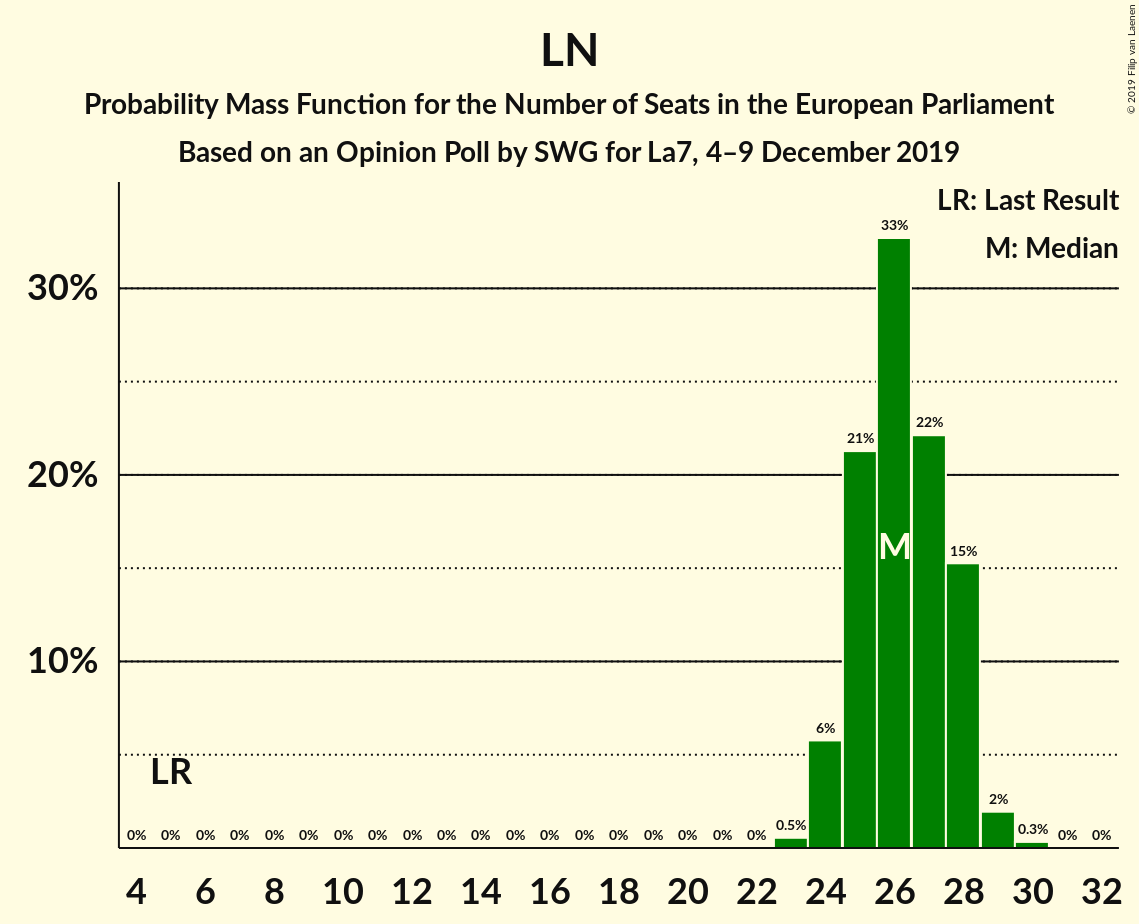 LN
Probability Mass Function for the Number of Seats in the European Parliament
Based on an Opinion Poll by SWG for La7, 4–9 December 2019
© 2019 Filip van Laenen
LR: Last Result
M: Median
30%
20%
10%
33%
22%
21%
M
15%
6%
LR
2%
0% 0% 0% 0% 0% 0% 0% 0% 0% 0% 0% 0% 0% 0% 0% 0% 0% 0% 0% 0.5% 0.3% 0% 0%
4 6 8 10 12 14 16 18 20 22 24 26 28 30 32